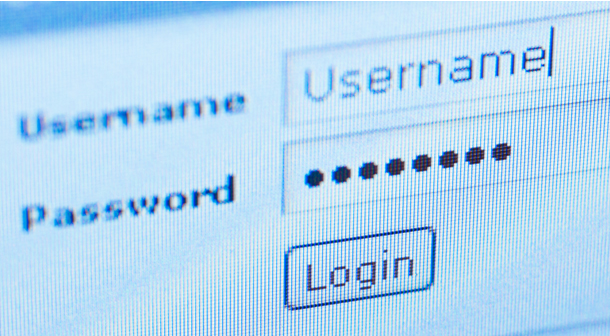 Username Username
Password ••••••••
Login